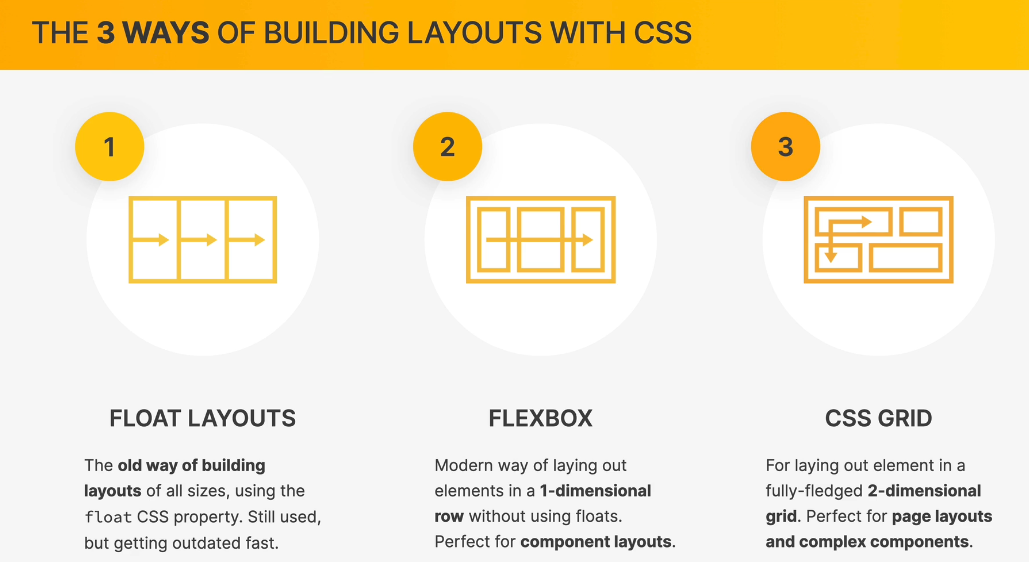 THE 3 WAYS OF BUILDING LAYOUTS WITH CSS
1
FLOAT LAYOUTS
The old way of building
layouts of all sizes, using the
float CSS property. Still used,
but getting outdated fast.
2
FLEXBOX
Modern way of laying out
elements in a 1-dimensional
row without using floats.
Perfect for component layouts.
3
CSS GRID
For laying out element in a
fully-fledged 2-dimensional
grid. Perfect for page layouts
and complex components.